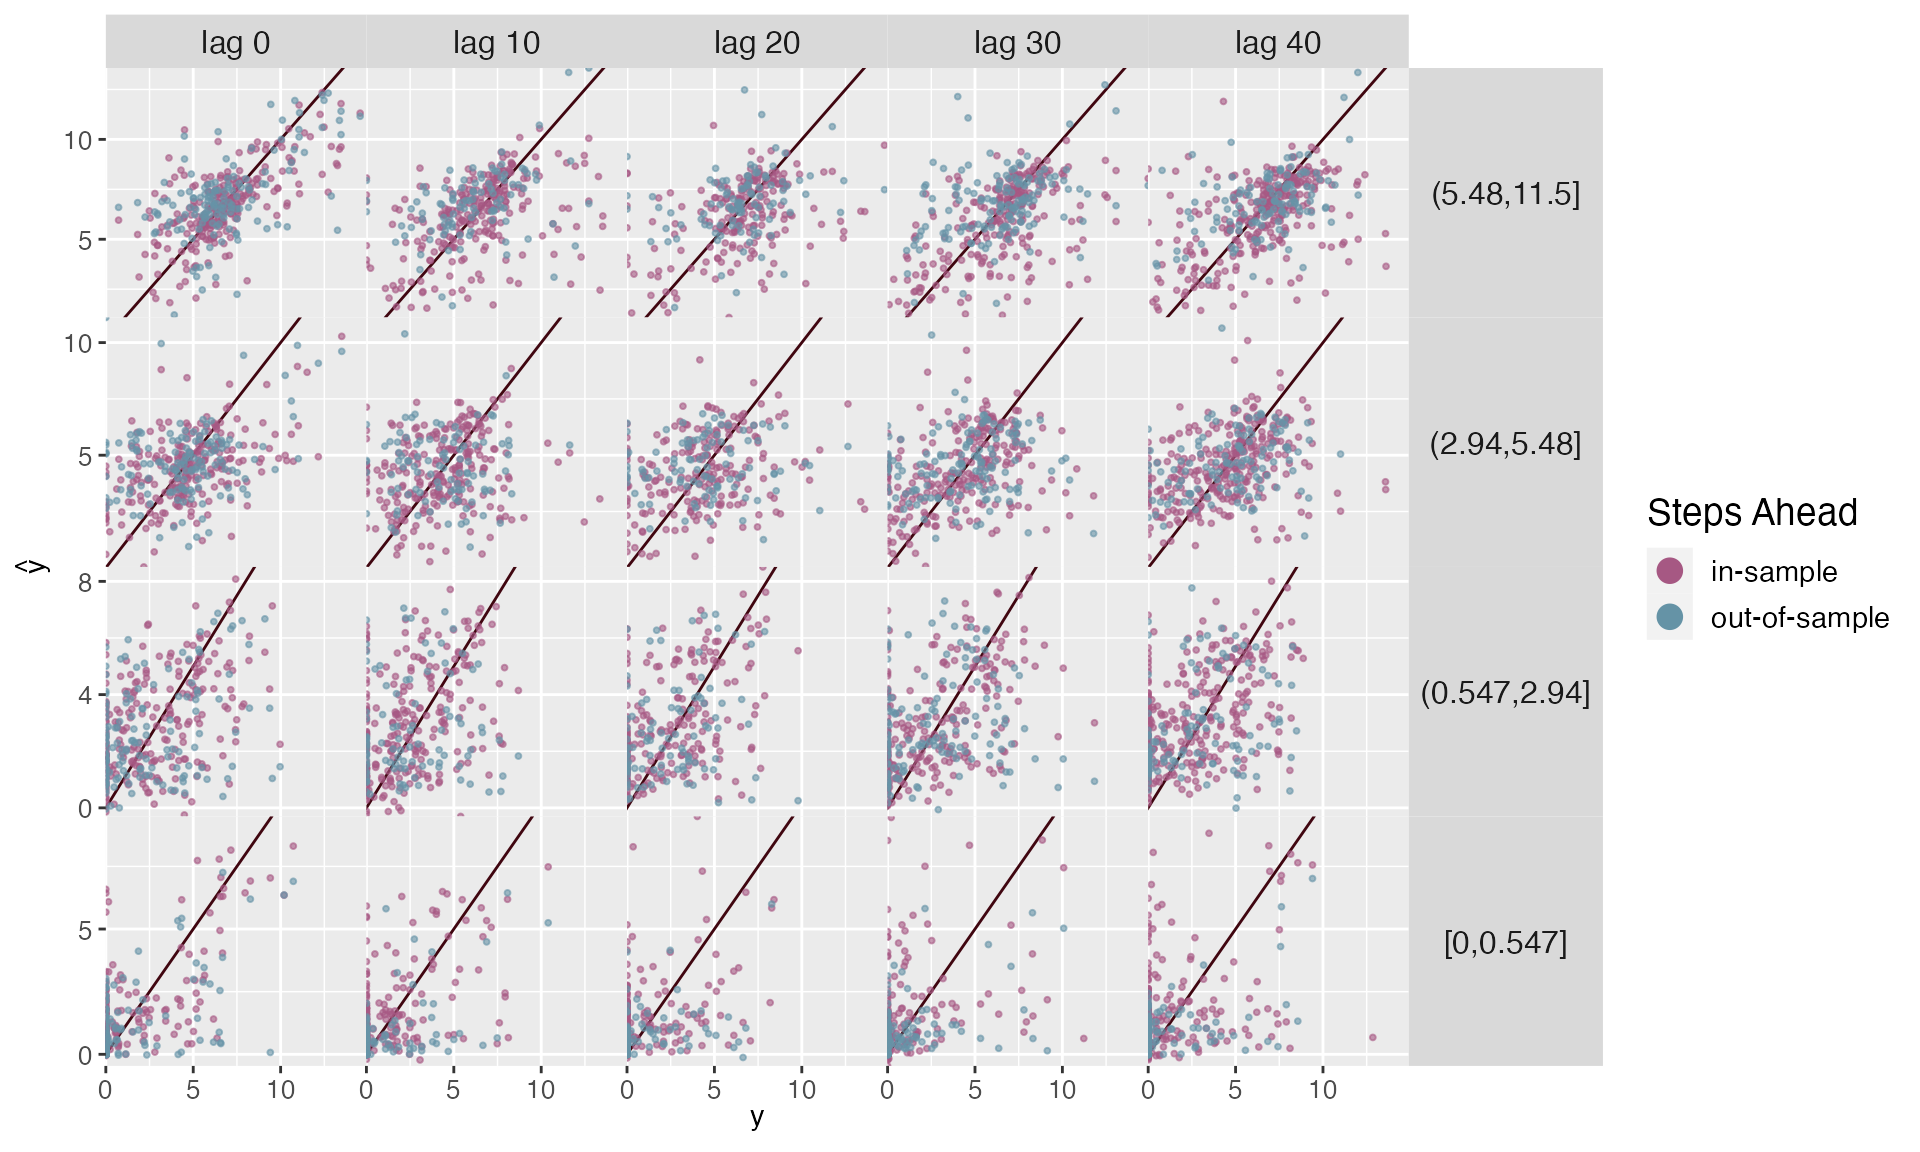 lag 0 lag 10 lag 20 lag 30 lag 40
10
5
(5.48,11.5]
10
5
(2.94,5.48]
8
4
0
(0.547,2.94]
5
0
[0,0.547]
0 5 10 0 5 10 0 5 10 0 5 10 0 5 10
y
ŷ
Steps Ahead
in-sample
out-of-sample